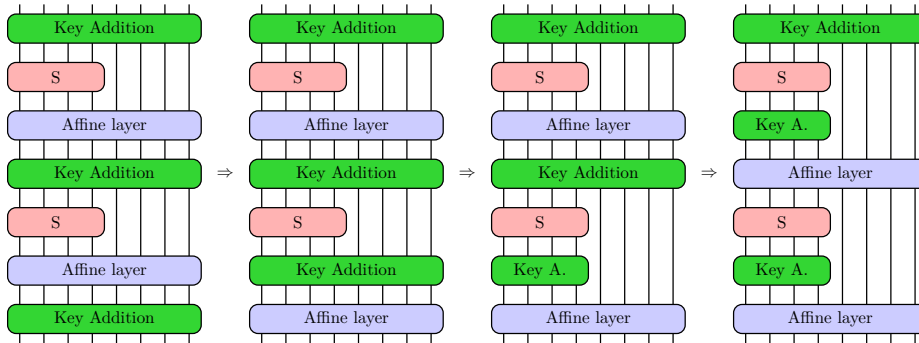 Key Addition
S
Affine layer
Key Addition
S
Affine layer
Key Addition
⇒
Key Addition
S
Affine layer
Key Addition
S
Key Addition
Affine layer
⇒
Key Addition
S
Affine layer
Key Addition
S
Key A.
Affine layer
⇒
Key Addition
S
Key A.
Affine layer
S
Key A.
Affine layer